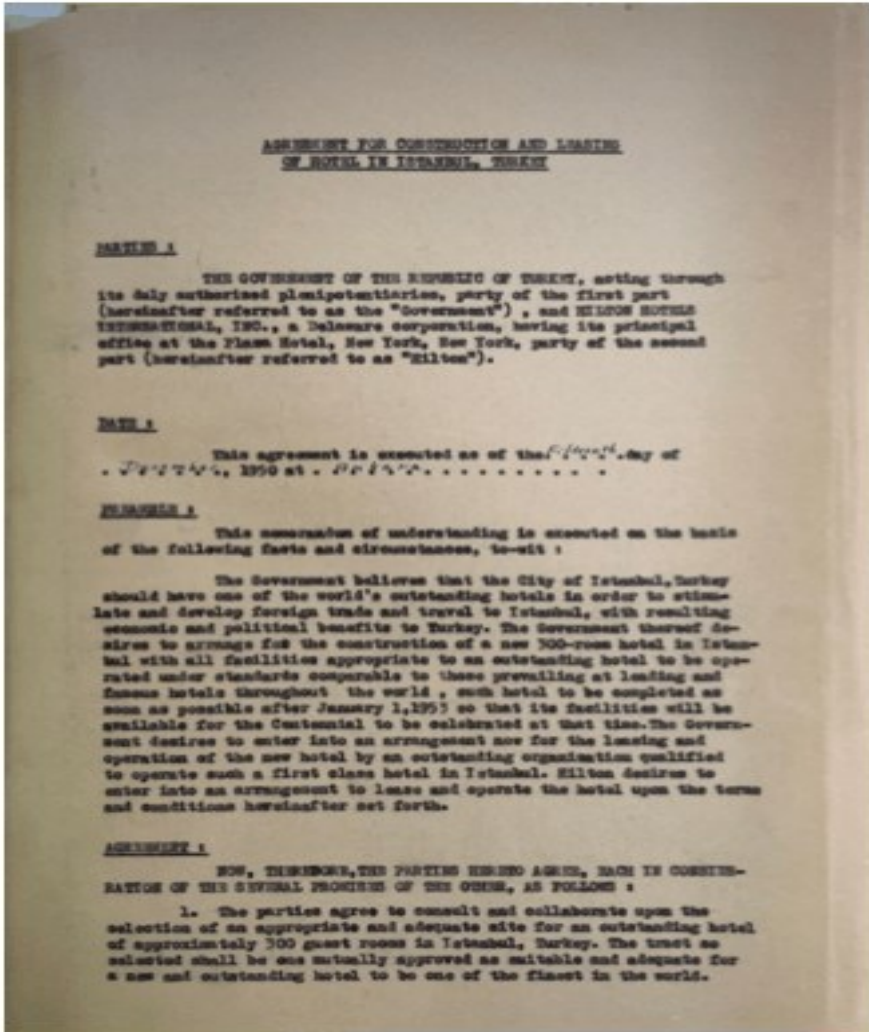 AGREEMENT FOR CONSTRUCTION AND LEASING
OF HOTEL IN ISTANBUL, TURKEY
PARTIES :
THE GOVERNMENT OF THE REPUBLIC OF TURKEY, acting through
its duly authorized plenipotentiaries, party of the first part
(hereinafter referred to as the "Government") , and HILTON HOTELS
INTERNATIONAL, INC., a Delaware corporation, having its principal
office at the Plaza Hotel, New York, New York, party of the second
part (hereinafter referred to as "Hilton").
DATE :
This agreement is executed as of the day of
. , 1950 at . . . . . . . . . . .
PREAMBLE :
This memorandum of understanding is executed on the basis
of the following facts and circumstances, to-wit :
The Government believes that the City of Istanbul,Turkey
should have one of the world's outstanding hotels in order to stimu-
late and develop foreign trade and travel to Istanbul, with resulting
economic and political benefits to Turkey. The Government thereof de-
sires to arrange for the construction of a new 300-room hotel in Istan-
bul with all facilities appropriate to an outstanding hotel to be ope-
rated under standards comparable to those prevailing at leading and
famous hotels throughout the world , such hotel to be completed as
soon as possible after January 1,1953 so that its facilities will be
available for the Centennial to be celebrated at that time.The Govern-
ment desires to enter into an arrangement now for the leasing and
operation of the new hotel by an outstanding organization qualified
to operate such a first class hotel in Istanbul. Hilton desires to
enter into an arrangement to lease and operate the hotel upon the terms
and conditions hereinafter set forth.
AGREEMENT :
NOW, THEREFORE,THE PARTIES HERETO AGREE, EACH IN CONSIDE-
RATION OF THE SEVERAL PROMISES OF THE OTHER, AS FOLLOWS :
1. The parties agree to consult and collaborate upon the
selection of an appropriate and adequate site for an outstanding hotel
of approximately 300 guest rooms in Istanbul, Turkey. The tract so
selected shall be one mutually approved as suitable and adequate for
a new and outstanding hotel to be one of the finest in the world.